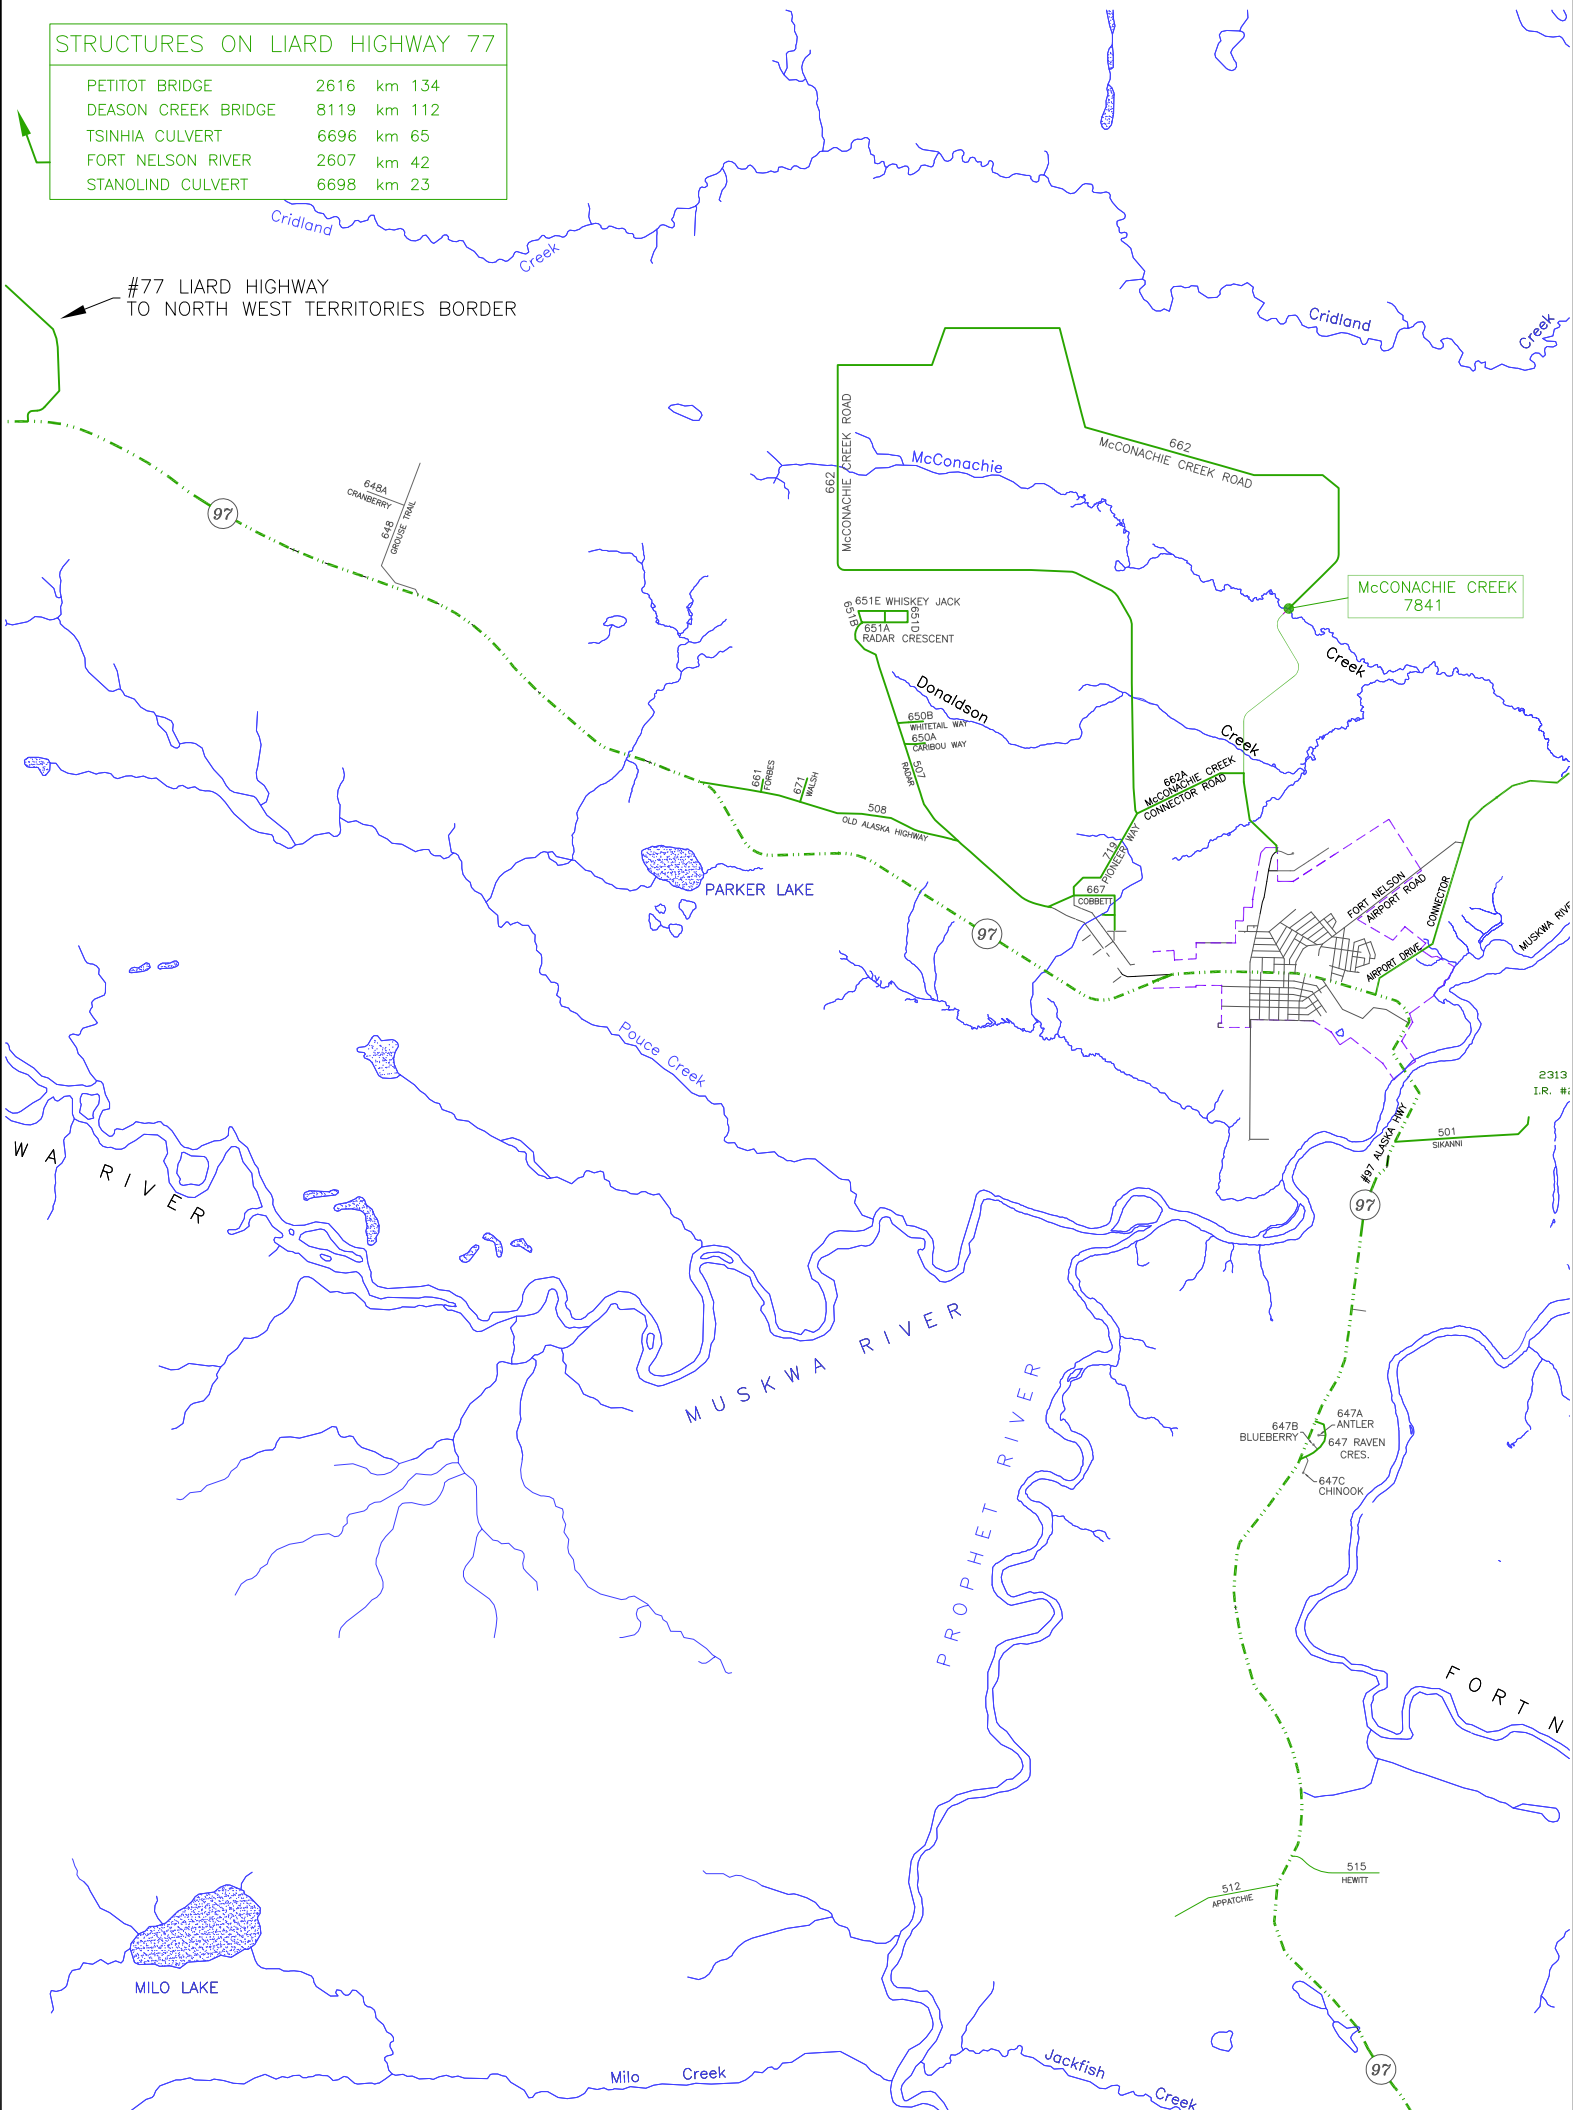 STRUCTURES ON LIARD HIGHWAY 77
PETITOT BRIDGE 2616 km 134
DEASON CREEK BRIDGE 8119 km 112
TSINHIA CULVERT 6696 km 65
FORT NELSON RIVER 2607 km 42
STANOLIND CULVERT 6698 km 23
Cridland
Creek
#77 LIARD HIGHWAY
TO NORTH WEST TERRITORIES BORDER
Cridland
Creek
662
McCONACHIE CREEK ROAD
662
McCONACHIE CREEK ROAD
McConachie
648A
CRANBERRY
648
GROUSE TRAIL
97
McCONACHIE CREEK
7841
651E WHISKEY JACK
651B
651D
651A
RADAR CRESCENT
Creek
Donaldson
650B
WHITETAIL WAY
650A
CARIBOU WAY
507
RADAR
Creek
661
FORBES
671
WALSH
508
OLD ALASKA HIGHWAY
662A
McCONACHIE CREEK
CONNECTOR ROAD
719
PIONEER WAY
667
COBBETT
PARKER LAKE
FORT NELSON
AIRPORT ROAD
CONNECTOR
AIRPORT DRIVE
MUSKWA RIVE
97
Pouce Creek
2313
I.R. #
#97 ALASKA HWY
501
SIKANNI
97
WA RIVER
MUSKWA RIVER
PROPHET RIVER
647A
ANTLER
647B
BLUEBERRY
647 RAVEN
CRES.
647C
CHINOOK
FORT N
515
HEWITT
512
APPATCHIE
MILO LAKE
Milo Creek
Jackfish
Creek
97